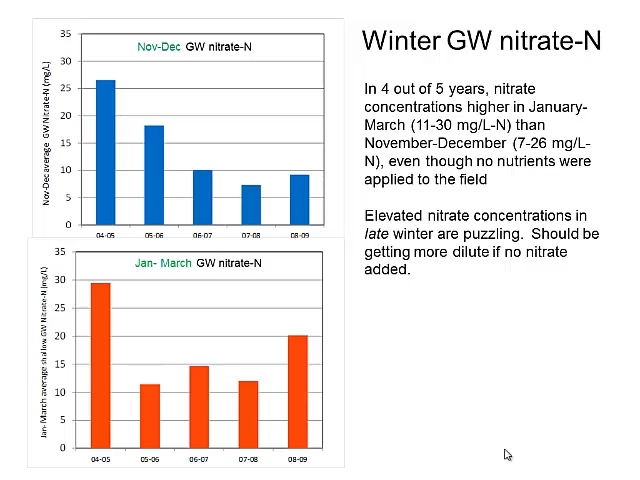 Winter GW nitrate-N
Nov-Dec GW nitrate-N
Nov-Dec average GW Nitrate-N (mg/L)
35
30
25
20
15
10
5
0
04-05 05-06 06-07 07-08 08-09
Jan- March GW nitrate-N
Jan- March average shallow GW Nitrate-N (mg/L)
35
30
25
20
15
10
5
0
04-05 05-06 06-07 07-08 08-09
In 4 out of 5 years, nitrate
concentrations higher in January-
March (11-30 mg/L-N) than
November-December (7-26 mg/L-
N), even though no nutrients were
applied to the field
Elevated nitrate concentrations in
late winter are puzzling. Should be
getting more dilute if no nitrate
added.